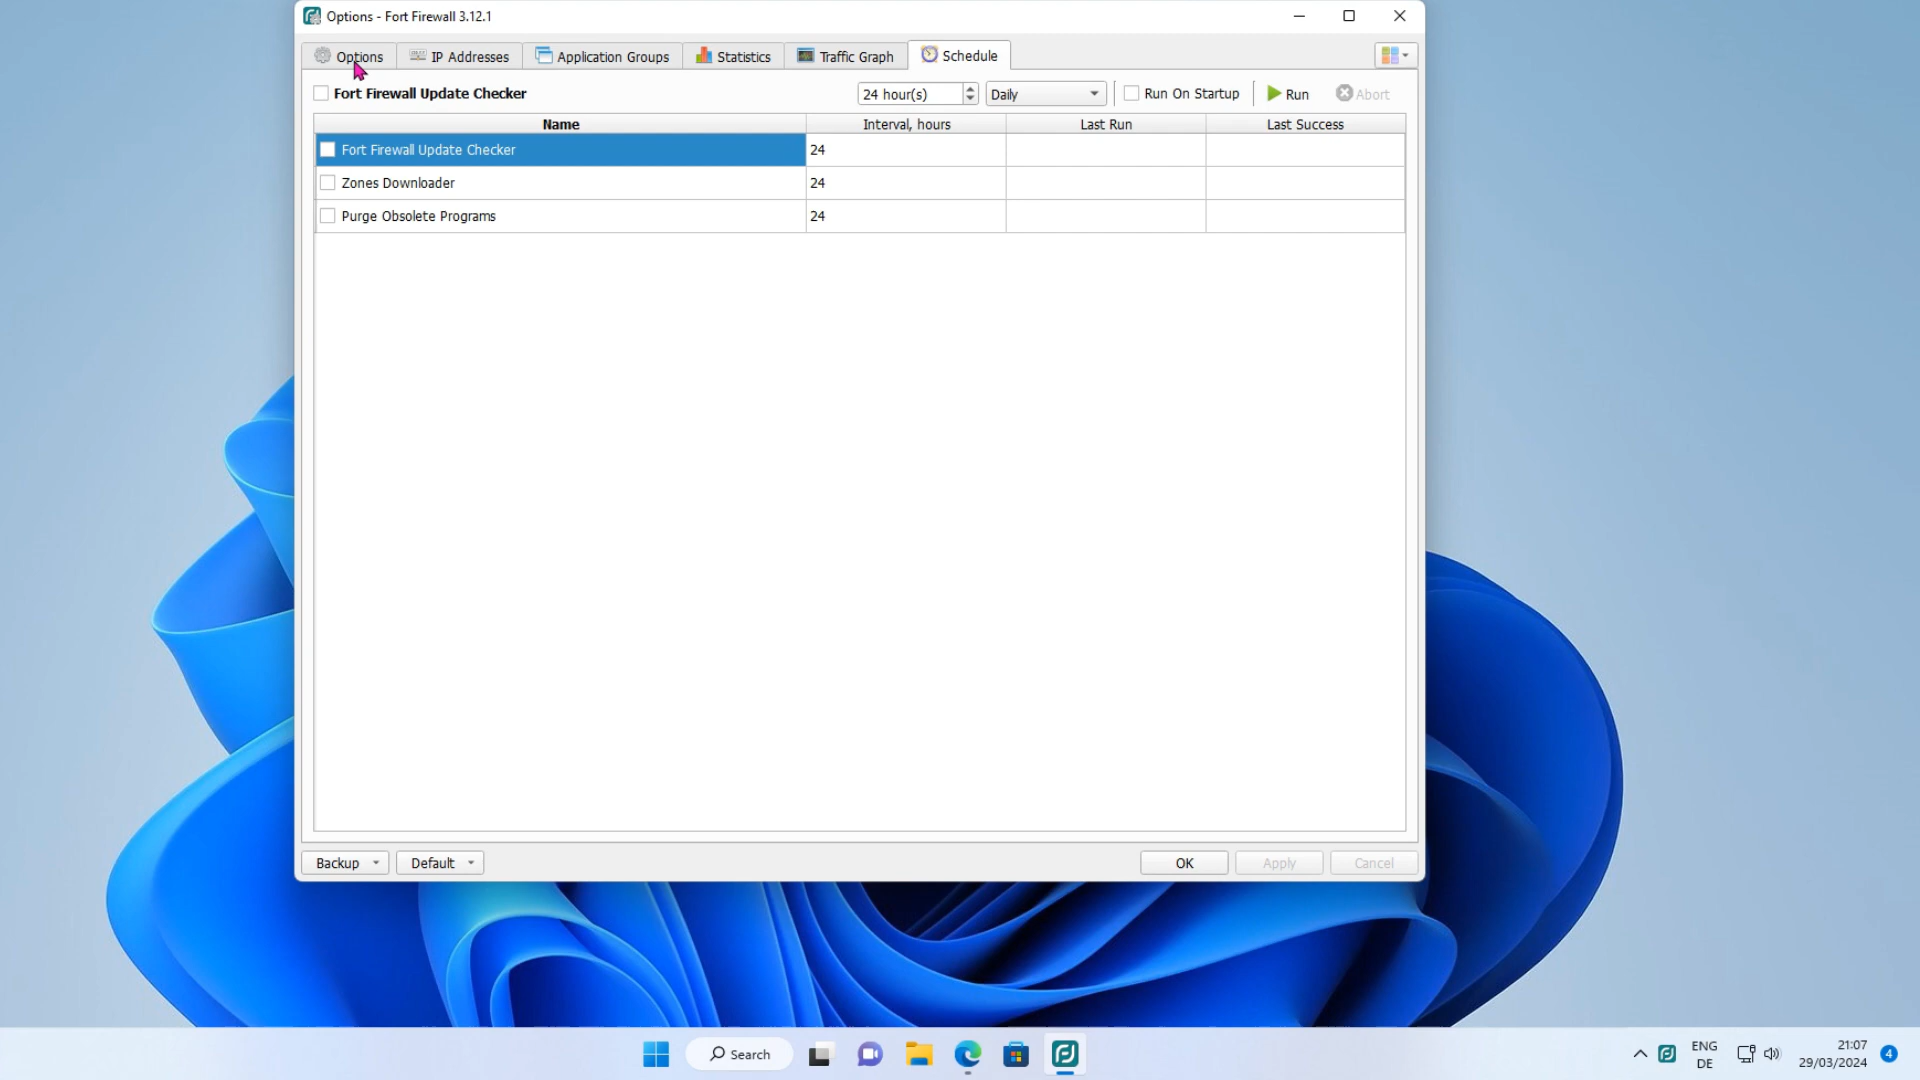 Options - Fort Firewall 3.12.1
Options IP Addresses Application Groups Statistics Traffic Graph Schedule
Fort Firewall Update Checker 24 hour(s) Daily Run On Startup Run Abort
Name Interval, hours Last Run Last Success
Fort Firewall Update Checker 24
Zones Downloader 24
Purge Obsolete Programs 24
Backup Default OK Apply Cancel
Search ENG 21:07
DE 29/03/2024 4